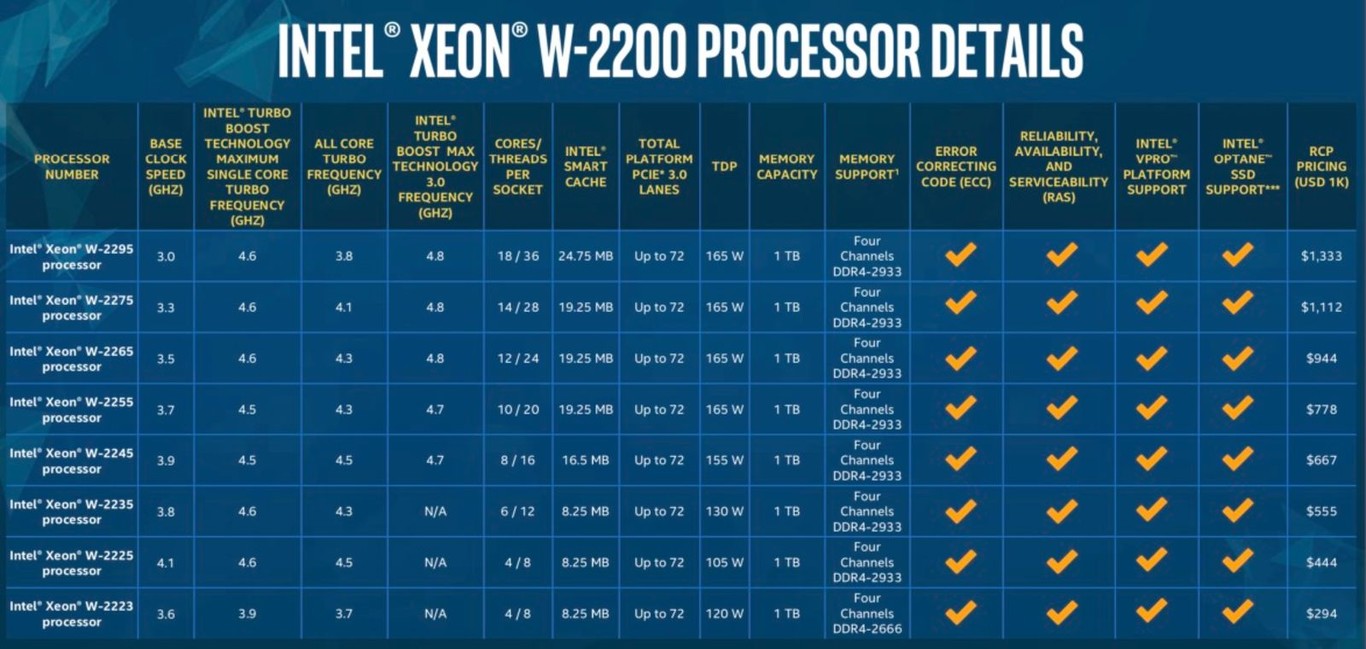 INTEL® XEON® W-2200 PROCESSOR DETAILS
PROCESSOR NUMBER | BASE CLOCK SPEED (GHZ) | INTEL® TURBO BOOST TECHNOLOGY MAXIMUM SINGLE CORE TURBO FREQUENCY (GHZ) | ALL CORE TURBO FREQUENCY (GHZ) | INTEL® TURBO BOOST MAX TECHNOLOGY 3.0 FREQUENCY (GHZ) | CORES/ THREADS PER SOCKET | INTEL® SMART CACHE | TOTAL PLATFORM PCIE* 3.0 LANES | TDP | MEMORY CAPACITY | MEMORY SUPPORT¹ | ERROR CORRECTING CODE (ECC) | RELIABILITY, AVAILABILITY, AND SERVICEABILITY (RAS) | INTEL® VPRO™ PLATFORM SUPPORT | INTEL® OPTANE™ SSD SUPPORT*** | RCP PRICING (USD 1K)
Intel® Xeon® W-2295 processor | 3.0 | 4.6 | 3.8 | 4.8 | 18 / 36 | 24.75 MB | Up to 72 | 165 W | 1 TB | Four Channels DDR4-2933 | ✓ | ✓ | ✓ | ✓ | $1,333
Intel® Xeon® W-2275 processor | 3.3 | 4.6 | 4.1 | 4.8 | 14 / 28 | 19.25 MB | Up to 72 | 165 W | 1 TB | Four Channels DDR4-2933 | ✓ | ✓ | ✓ | ✓ | $1,112
Intel® Xeon® W-2265 processor | 3.5 | 4.6 | 4.3 | 4.8 | 12 / 24 | 19.25 MB | Up to 72 | 165 W | 1 TB | Four Channels DDR4-2933 | ✓ | ✓ | ✓ | ✓ | $944
Intel® Xeon® W-2255 processor | 3.7 | 4.5 | 4.3 | 4.7 | 10 / 20 | 19.25 MB | Up to 72 | 165 W | 1 TB | Four Channels DDR4-2933 | ✓ | ✓ | ✓ | ✓ | $778
Intel® Xeon® W-2245 processor | 3.9 | 4.5 | 4.5 | 4.7 | 8 / 16 | 16.5 MB | Up to 72 | 155 W | 1 TB | Four Channels DDR4-2933 | ✓ | ✓ | ✓ | ✓ | $667
Intel® Xeon® W-2235 processor | 3.8 | 4.6 | 4.3 | N/A | 6 / 12 | 8.25 MB | Up to 72 | 130 W | 1 TB | Four Channels DDR4-2933 | ✓ | ✓ | ✓ | ✓ | $555
Intel® Xeon® W-2225 processor | 4.1 | 4.6 | 4.5 | N/A | 4 / 8 | 8.25 MB | Up to 72 | 105 W | 1 TB | Four Channels DDR4-2933 | ✓ | ✓ | ✓ | ✓ | $444
Intel® Xeon® W-2223 processor | 3.6 | 3.9 | 3.7 | N/A | 4 / 8 | 8.25 MB | Up to 72 | 120 W | 1 TB | Four Channels DDR4-2666 | ✓ | ✓ | ✓ | ✓ | $294